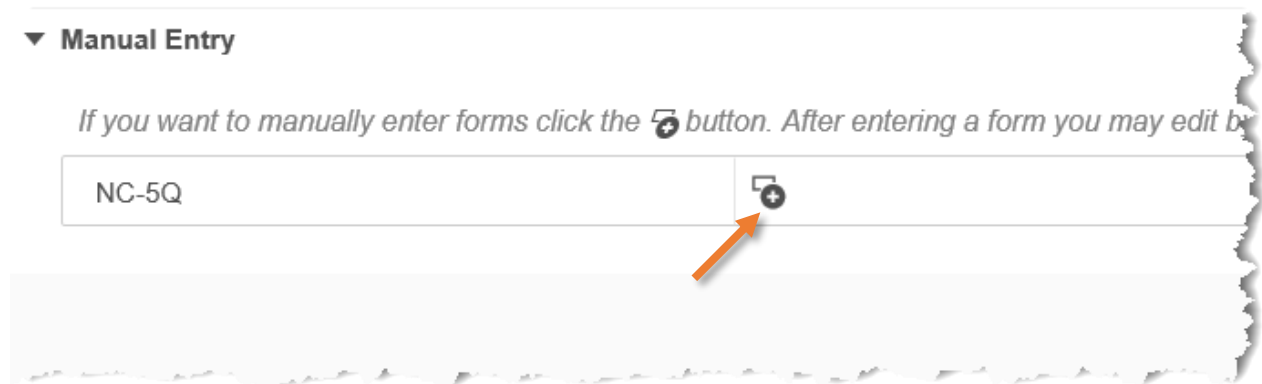 Manual Entry
If you want to manually enter forms click the button. After entering a form you may edit
NC-5Q